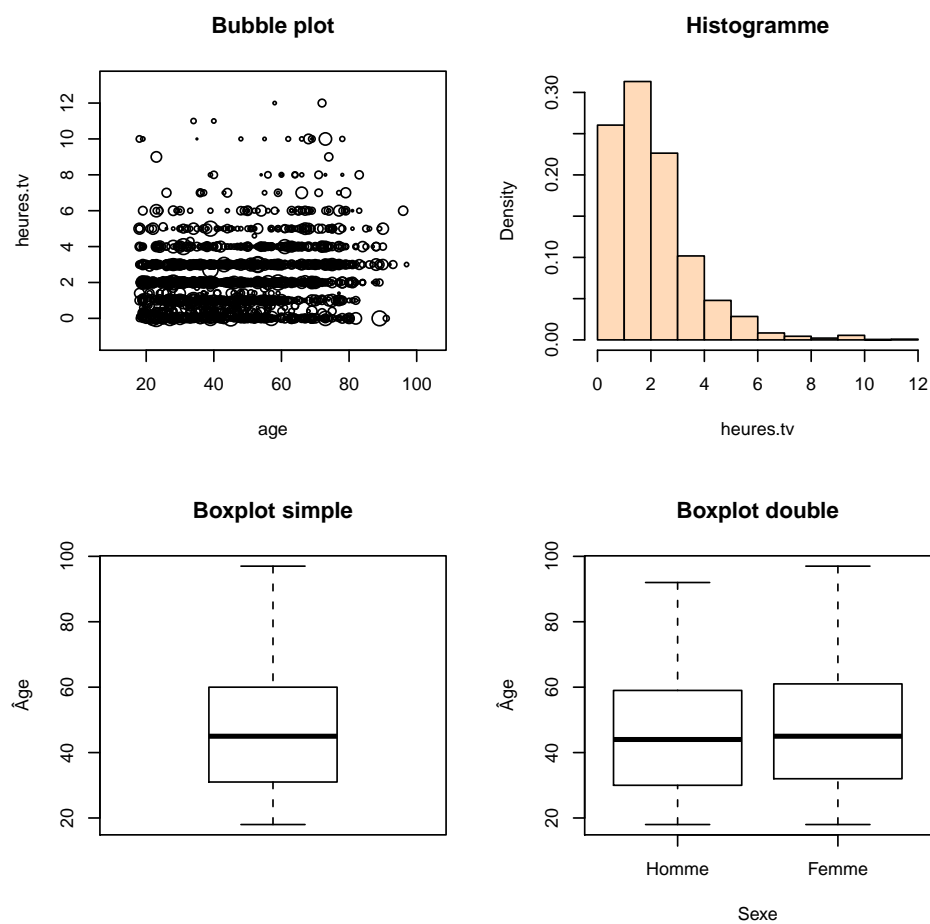 Bubble plot
heures.tv
12
10
8
6
4
2
0
20 40 60 80 100
age
Histogramme
Density
0.30
0.20
0.10
0.00
0 2 4 6 8 10 12
heures.tv
Boxplot simple
Âge
100
80
60
40
20
Boxplot double
Âge
100
80
60
40
20
Homme Femme
Sexe